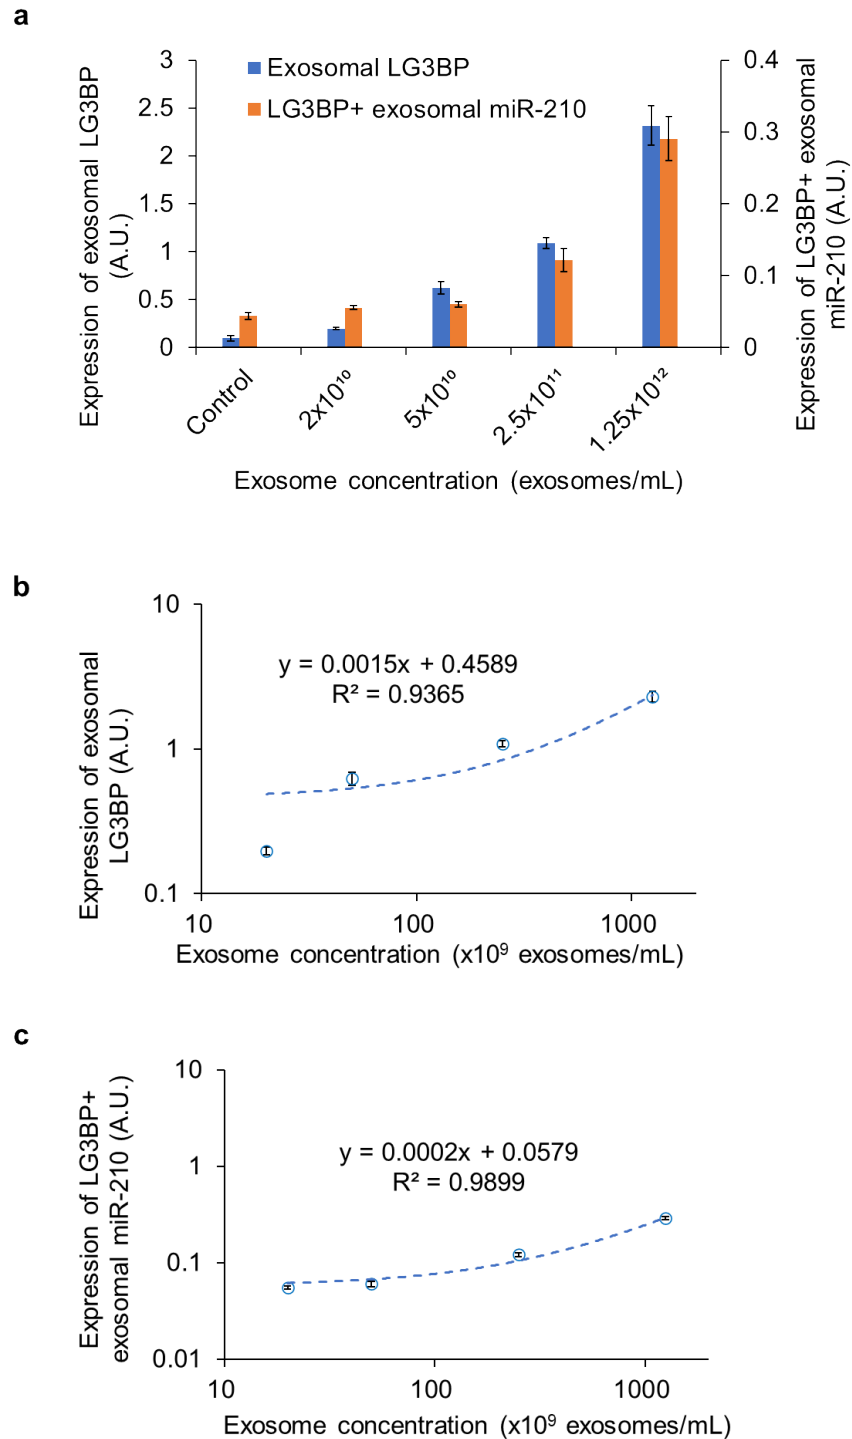 a
Expression of exosomal LG3BP
(A.U.)
3
2.5
2
1.5
1
0.5
0
Exosomal LG3BP
LG3BP+ exosomal miR-210
0.4
0.3
0.2
0.1
0
Expression of LG3BP+ exosomal
miR-210 (A.U.)
Control
2x10¹⁰
5x10¹⁰
2.5x10¹¹
1.25x10¹²
Exosome concentration (exosomes/mL)
b
Expression of exosomal
LG3BP (A.U.)
10
1
0.1
y = 0.0015x + 0.4589
R² = 0.9365
10
100
1000
Exosome concentration (x10⁹ exosomes/mL)
c
Expression of LG3BP+
exosomal miR-210 (A.U.)
10
1
0.1
0.01
y = 0.0002x + 0.0579
R² = 0.9899
10
100
1000
Exosome concentration (x10⁹ exosomes/mL)